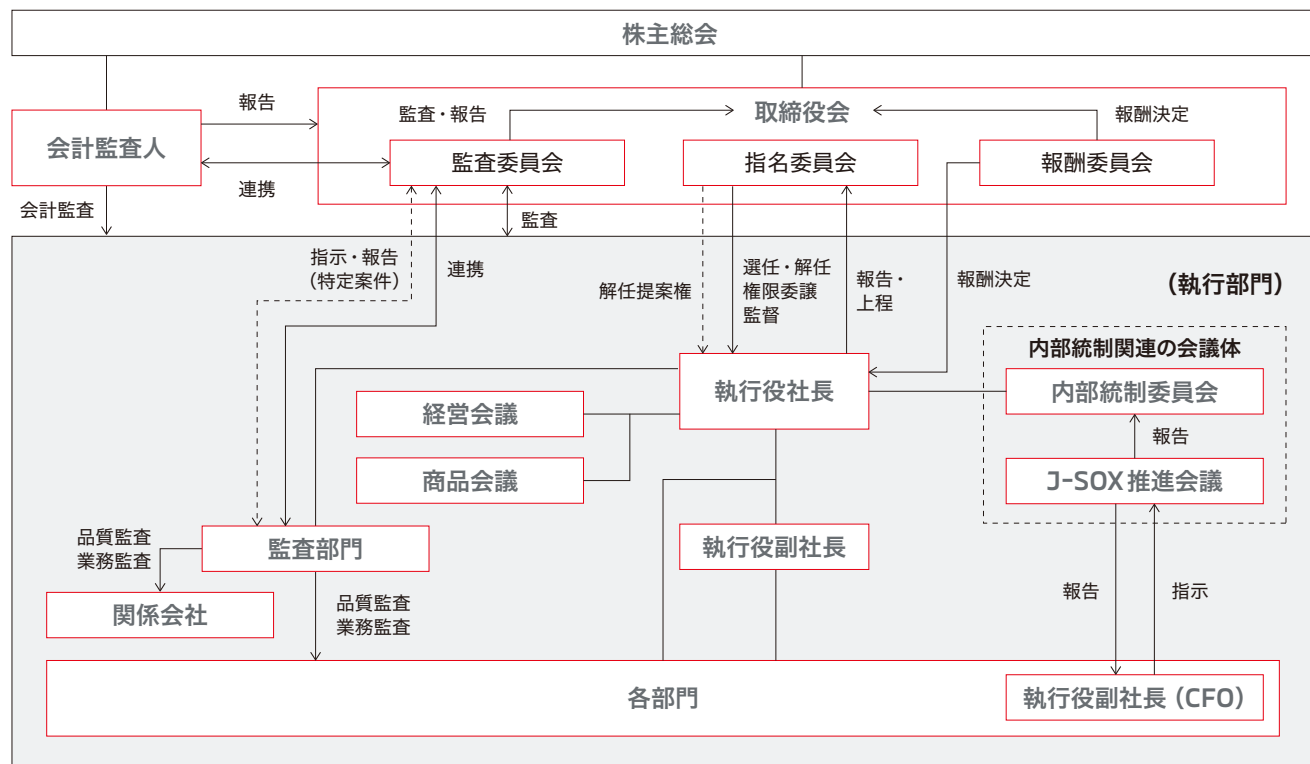 株主総会
報告
会計監査人
監査・報告
取締役会
報酬決定
監査委員会
指名委員会
報酬委員会
連携
会計監査
監査
指示・報告
(特定案件)
連携
解任提案権
選任・解任
権限委譲
監督
報告・
上程
報酬決定
(執行部門)
内部統制関連の会議体
執行役社長
内部統制委員会
経営会議
報告
商品会議
J-SOX推進会議
品質監査
業務監査
監査部門
執行役副社長
関係会社
品質監査
業務監査
報告
指示
各部門
執行役副社長(CFO)